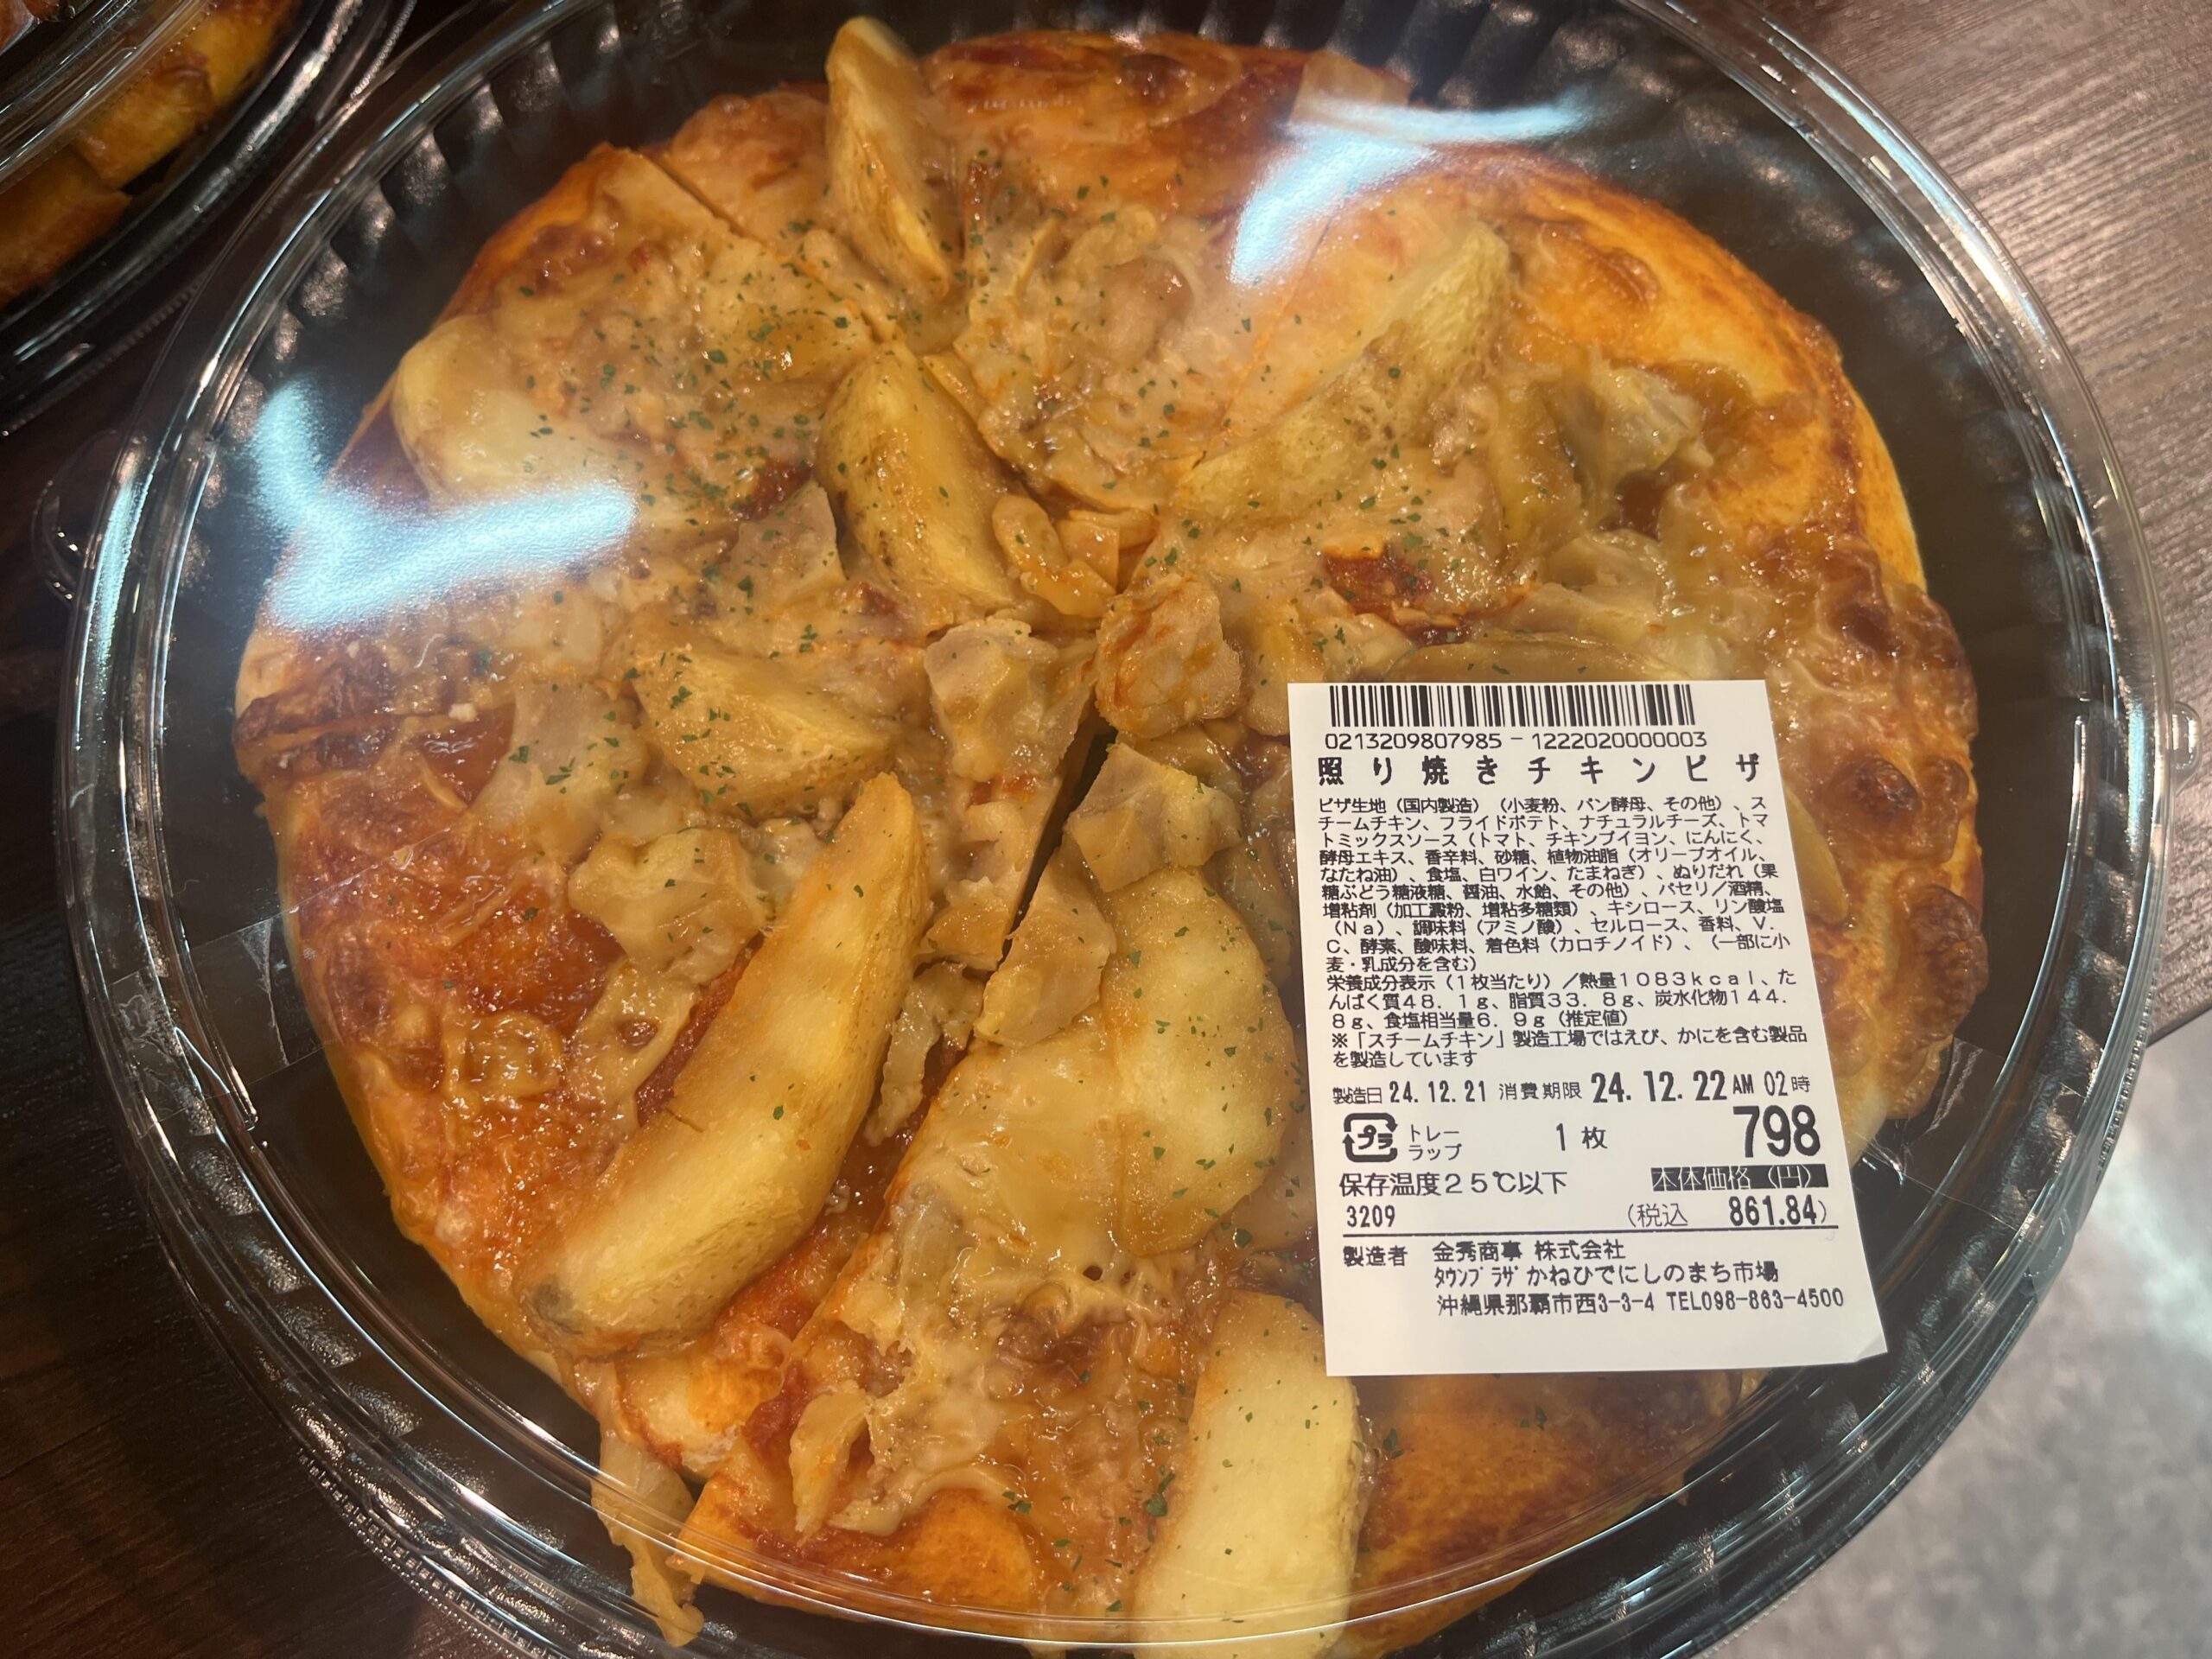 0213209807985 - 1222020000003
照り焼きチキンピザ
ピザ生地（国内製造）（小麦粉、パン酵母、その他）、ス
チームチキン、フライドポテト、ナチュラルチーズ、トマ
トミックスソース（トマト、チキンブイヨン、にんにく、
酵母エキス、香辛料、砂糖、植物油脂（オリーブオイル、
なたね油）、食塩、白ワイン、たまねぎ）、ぬりだれ（果
糖ぶどう糖液糖、醤油、水飴、その他）、パセリ／酒精、
増粘剤（加工澱粉、増粘多糖類）、キシロース、リン酸塩
（Ｎａ）、調味料（アミノ酸）、セルロース、香料、Ｖ．
Ｃ、酵素、酸味料、着色料（カロチノイド）、（一部に小
麦・乳成分を含む）
栄養成分表示（１枚当たり）／熱量１０８３ｋｃａｌ、た
んぱく質４８．１ｇ、脂質３３．８ｇ、炭水化物１４４．
８ｇ、食塩相当量６．９ｇ（推定値）
※「スチームチキン」製造工場ではえび、かにを含む製品
を製造しています
製造日 24.12.21 消費期限 24.12.22 AM 02時
プラ トレー
ラップ 1 枚 798
保存温度２５℃以下 本体価格（円）
3209 （税込 861.84）
製造者 金秀商事 株式会社
ﾀｳﾝﾌﾟﾗｻﾞかねひでにしのまち市場
沖縄県那覇市西3-3-4 TEL098-863-4500